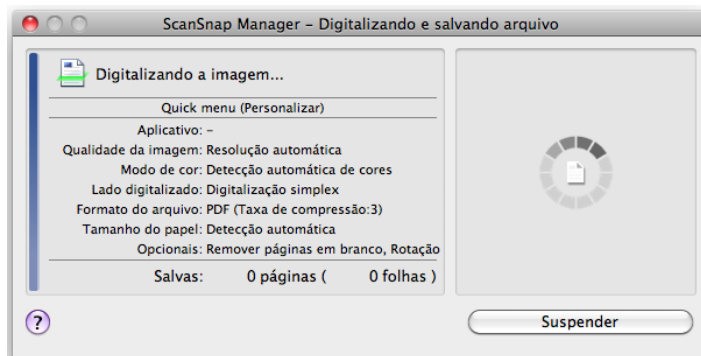 ScanSnap Manager – Digitalizando e salvando arquivo
Digitalizando a imagem...
Quick menu (Personalizar)
Aplicativo: –
Qualidade da imagem: Resolução automática
Modo de cor: Detecção automática de cores
Lado digitalizado: Digitalização simplex
Formato do arquivo: PDF (Taxa de compressão:3)
Tamanho do papel: Detecção automática
Opcionais: Remover páginas em branco, Rotação
Salvas: 0 páginas ( 0 folhas )
?
Suspender